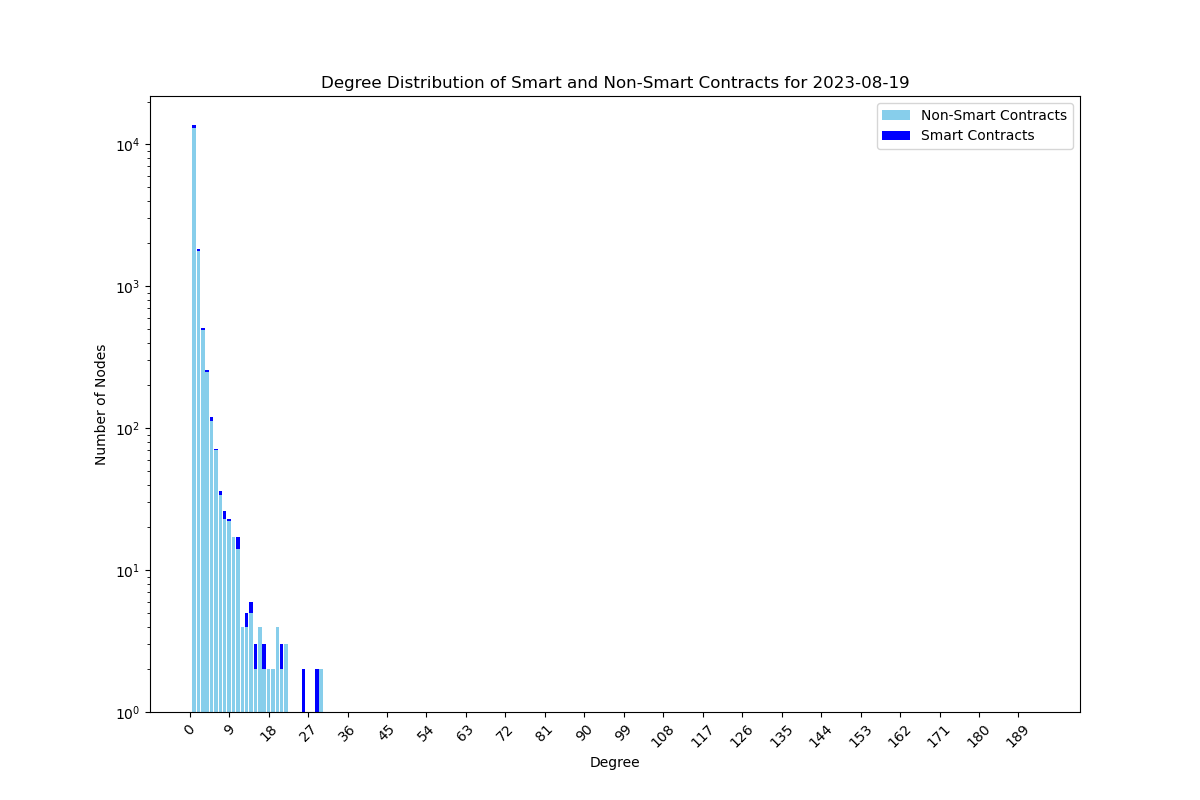 Degree Distribution of Smart and Non-Smart Contracts for 2023-08-19
Non-Smart Contracts
Smart Contracts
Number of Nodes
10⁴
10³
10²
10¹
10⁰
0 9 18 27 36 45 54 63 72 81 90 99 108 117 126 135 144 153 162 171 180 189
Degree